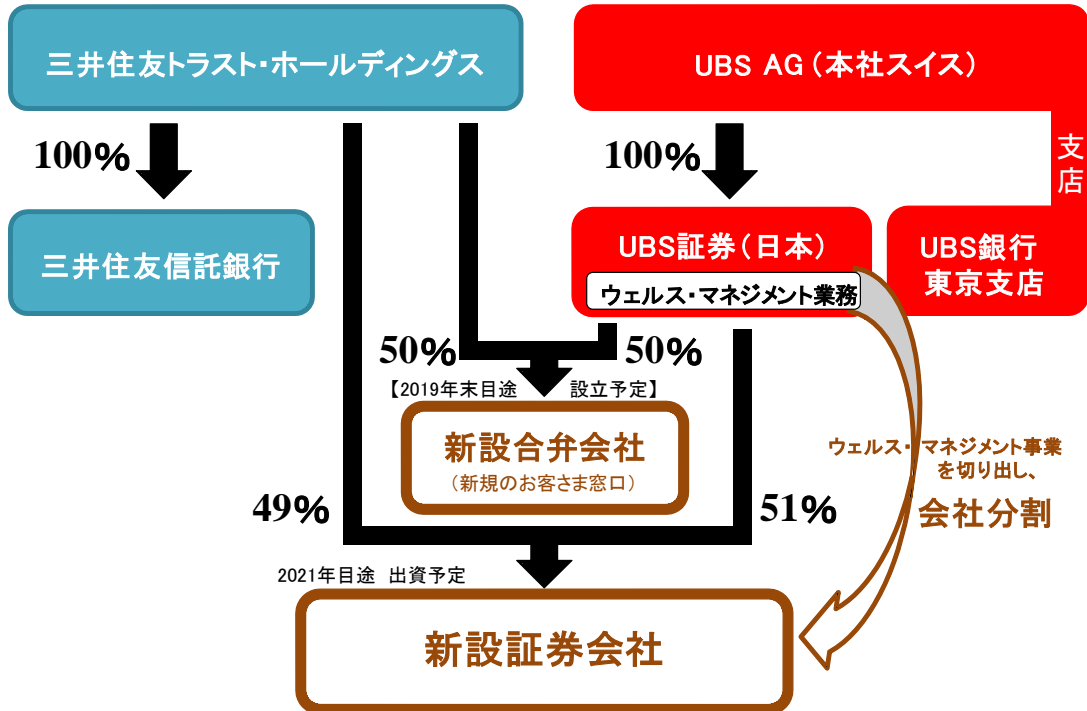 三井住友トラスト・ホールディングス
UBS AG(本社スイス)
支店
100%
100%
三井住友信託銀行
UBS証券(日本)
ウェルス・マネジメント業務
UBS銀行
東京支店
50%
50%
【2019年末目途 設立予定】
新設合弁会社
(新規のお客さま窓口)
ウェルス・マネジメント事業
を切り出し、
会社分割
49%
51%
2021年目途 出資予定
新設証券会社